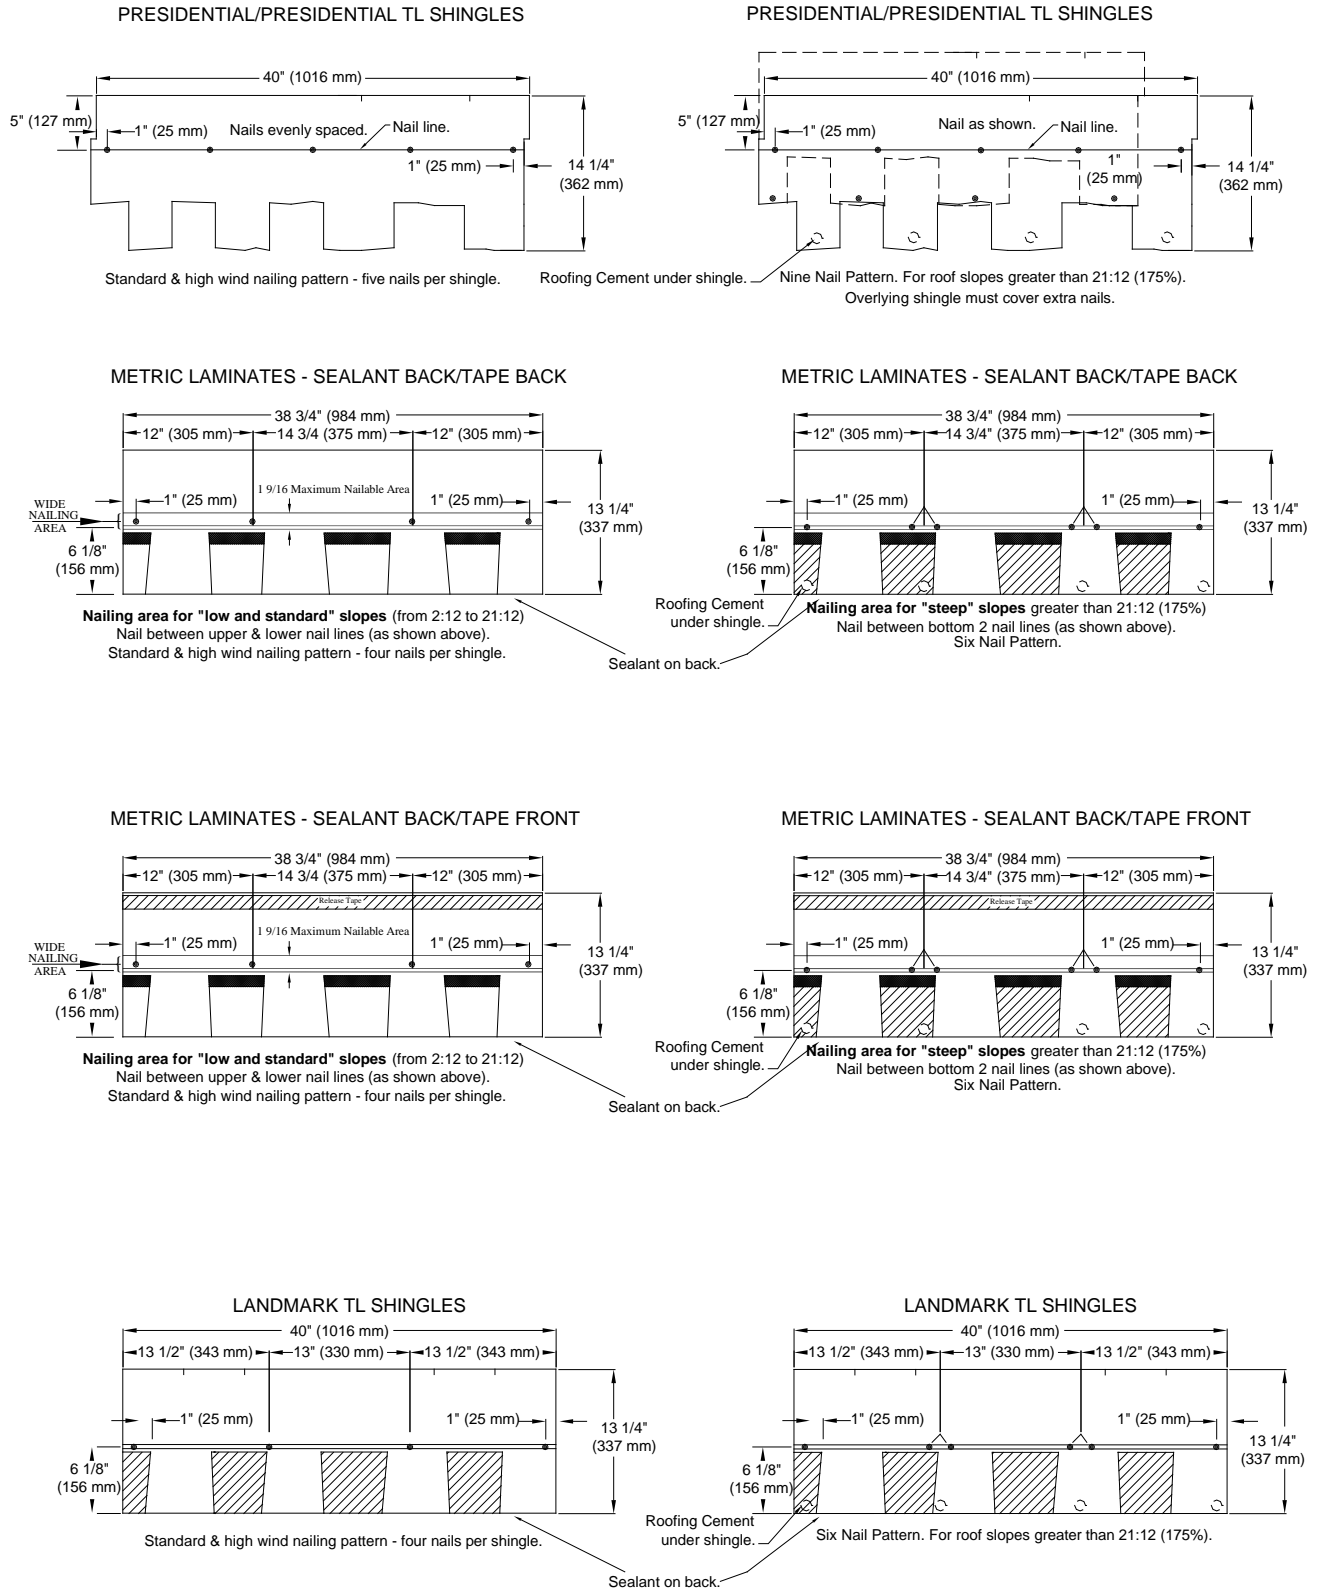 PRESIDENTIAL/PRESIDENTIAL TL SHINGLES
40" (1016 mm)
5" (127 mm)
1" (25 mm)
Nails evenly spaced.
Nail line.
1" (25 mm)
14 1/4"
(362 mm)
Standard & high wind nailing pattern - five nails per shingle.
PRESIDENTIAL/PRESIDENTIAL TL SHINGLES
40" (1016 mm)
5" (127 mm)
1" (25 mm)
Nail as shown.
Nail line.
1"
(25 mm)
14 1/4"
(362 mm)
Roofing Cement under shingle.
Nine Nail Pattern. For roof slopes greater than 21:12 (175%).
Overlying shingle must cover extra nails.
METRIC LAMINATES - SEALANT BACK/TAPE BACK
38 3/4" (984 mm)
12" (305 mm)
14 3/4 (375 mm)
12" (305 mm)
1" (25 mm)
1 9/16 Maximum Nailable Area
1" (25 mm)
WIDE
NAILING
AREA
13 1/4"
(337 mm)
6 1/8"
(156 mm)
Nailing area for "low and standard" slopes (from 2:12 to 21:12)
Nail between upper & lower nail lines (as shown above).
Standard & high wind nailing pattern - four nails per shingle.
METRIC LAMINATES - SEALANT BACK/TAPE BACK
38 3/4" (984 mm)
12" (305 mm)
14 3/4" (375 mm)
12" (305 mm)
1" (25 mm)
1" (25 mm)
13 1/4"
(337 mm)
6 1/8"
(156 mm)
Roofing Cement
under shingle.
Nailing area for "steep" slopes greater than 21:12 (175%)
Nail between bottom 2 nail lines (as shown above).
Six Nail Pattern.
Sealant on back.
METRIC LAMINATES - SEALANT BACK/TAPE FRONT
38 3/4" (984 mm)
12" (305 mm)
14 3/4 (375 mm)
12" (305 mm)
Release Tape
1" (25 mm)
1 9/16 Maximum Nailable Area
1" (25 mm)
WIDE
NAILING
AREA
13 1/4"
(337 mm)
6 1/8"
(156 mm)
Nailing area for "low and standard" slopes (from 2:12 to 21:12)
Nail between upper & lower nail lines (as shown above).
Standard & high wind nailing pattern - four nails per shingle.
METRIC LAMINATES - SEALANT BACK/TAPE FRONT
38 3/4" (984 mm)
12" (305 mm)
14 3/4" (375 mm)
12" (305 mm)
Release Tape
1" (25 mm)
1" (25 mm)
13 1/4"
(337 mm)
6 1/8"
(156 mm)
Roofing Cement
under shingle.
Nailing area for "steep" slopes greater than 21:12 (175%)
Nail between bottom 2 nail lines (as shown above).
Six Nail Pattern.
Sealant on back.
LANDMARK TL SHINGLES
40" (1016 mm)
13 1/2" (343 mm)
13" (330 mm)
13 1/2" (343 mm)
1" (25 mm)
1" (25 mm)
13 1/4"
(337 mm)
6 1/8"
(156 mm)
Standard & high wind nailing pattern - four nails per shingle.
LANDMARK TL SHINGLES
40" (1016 mm)
13 1/2" (343 mm)
13" (330 mm)
13 1/2" (343 mm)
1" (25 mm)
1" (25 mm)
13 1/4"
(337 mm)
6 1/8"
(156 mm)
Roofing Cement
under shingle.
Six Nail Pattern. For roof slopes greater than 21:12 (175%).
Sealant on back.